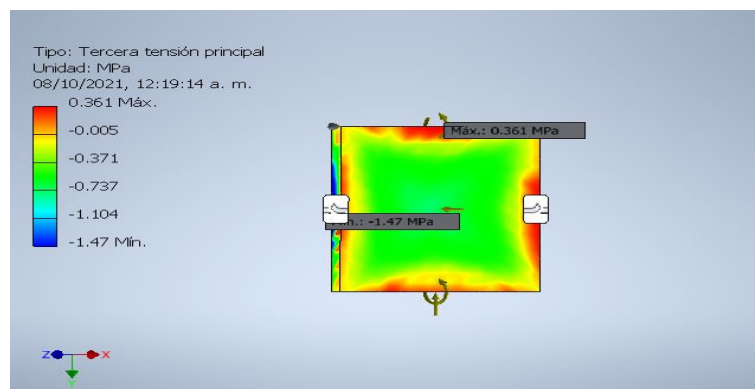 Tipo: Tercera tensión principal
Unidad: MPa
08/10/2021, 12:19:14 a. m.
0.361 Máx.
-0.005
-0.371
-0.737
-1.104
-1.47 Mín.
Máx.: 0.361 MPa
-1.47 MPa
Z
X
Y